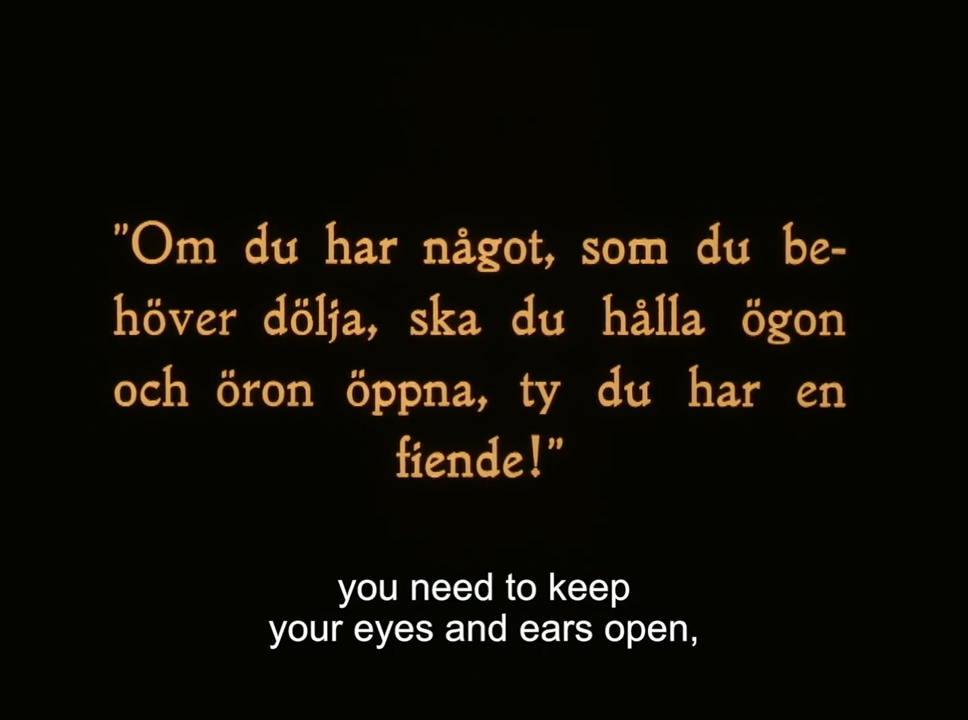 "Om du har något, som du be-
höver dölja, ska du hålla ögon
och öron öppna, ty du har en
fiende!"
you need to keep
your eyes and ears open,